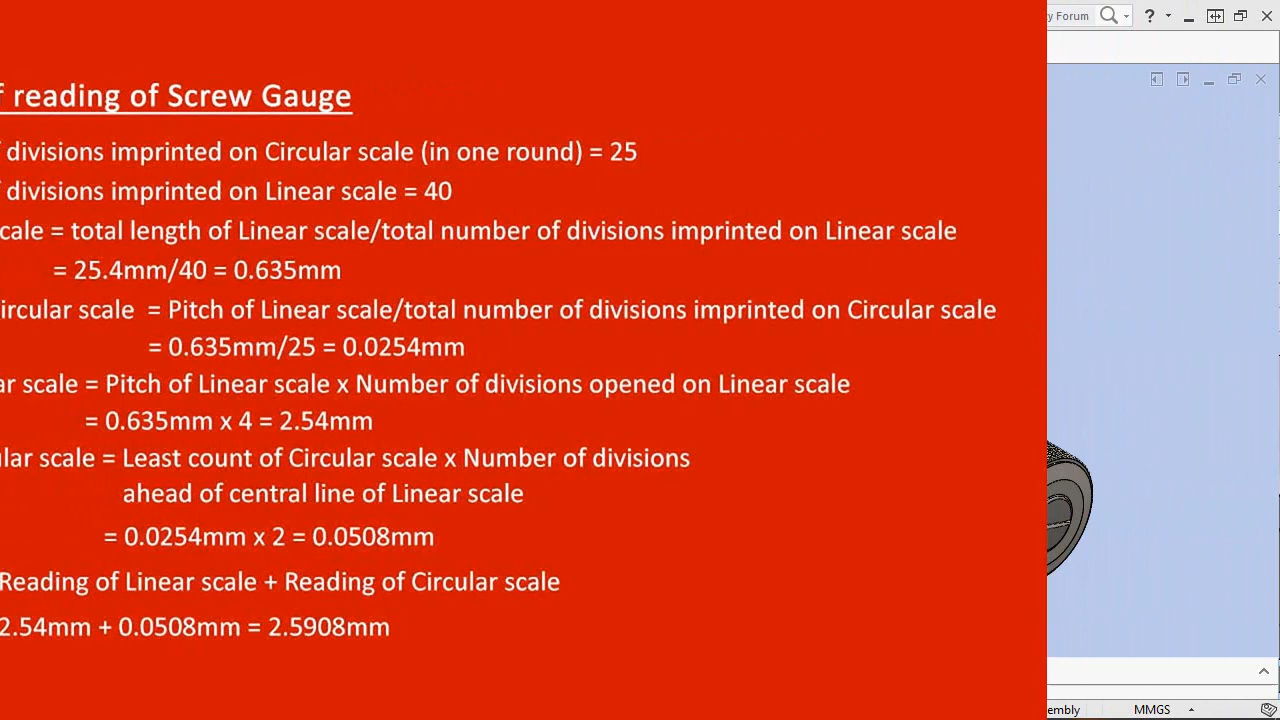 y Forum
f reading of Screw Gauge
f divisions imprinted on Circular scale (in one round) = 25
f divisions imprinted on Linear scale = 40
cale = total length of Linear scale/total number of divisions imprinted on Linear scale
= 25.4mm/40 = 0.635mm
ircular scale = Pitch of Linear scale/total number of divisions imprinted on Circular scale
= 0.635mm/25 = 0.0254mm
ar scale = Pitch of Linear scale x Number of divisions opened on Linear scale
= 0.635mm x 4 = 2.54mm
ular scale = Least count of Circular scale x Number of divisions
ahead of central line of Linear scale
= 0.0254mm x 2 = 0.0508mm
Reading of Linear scale + Reading of Circular scale
2.54mm + 0.0508mm = 2.5908mm
embly MMGS